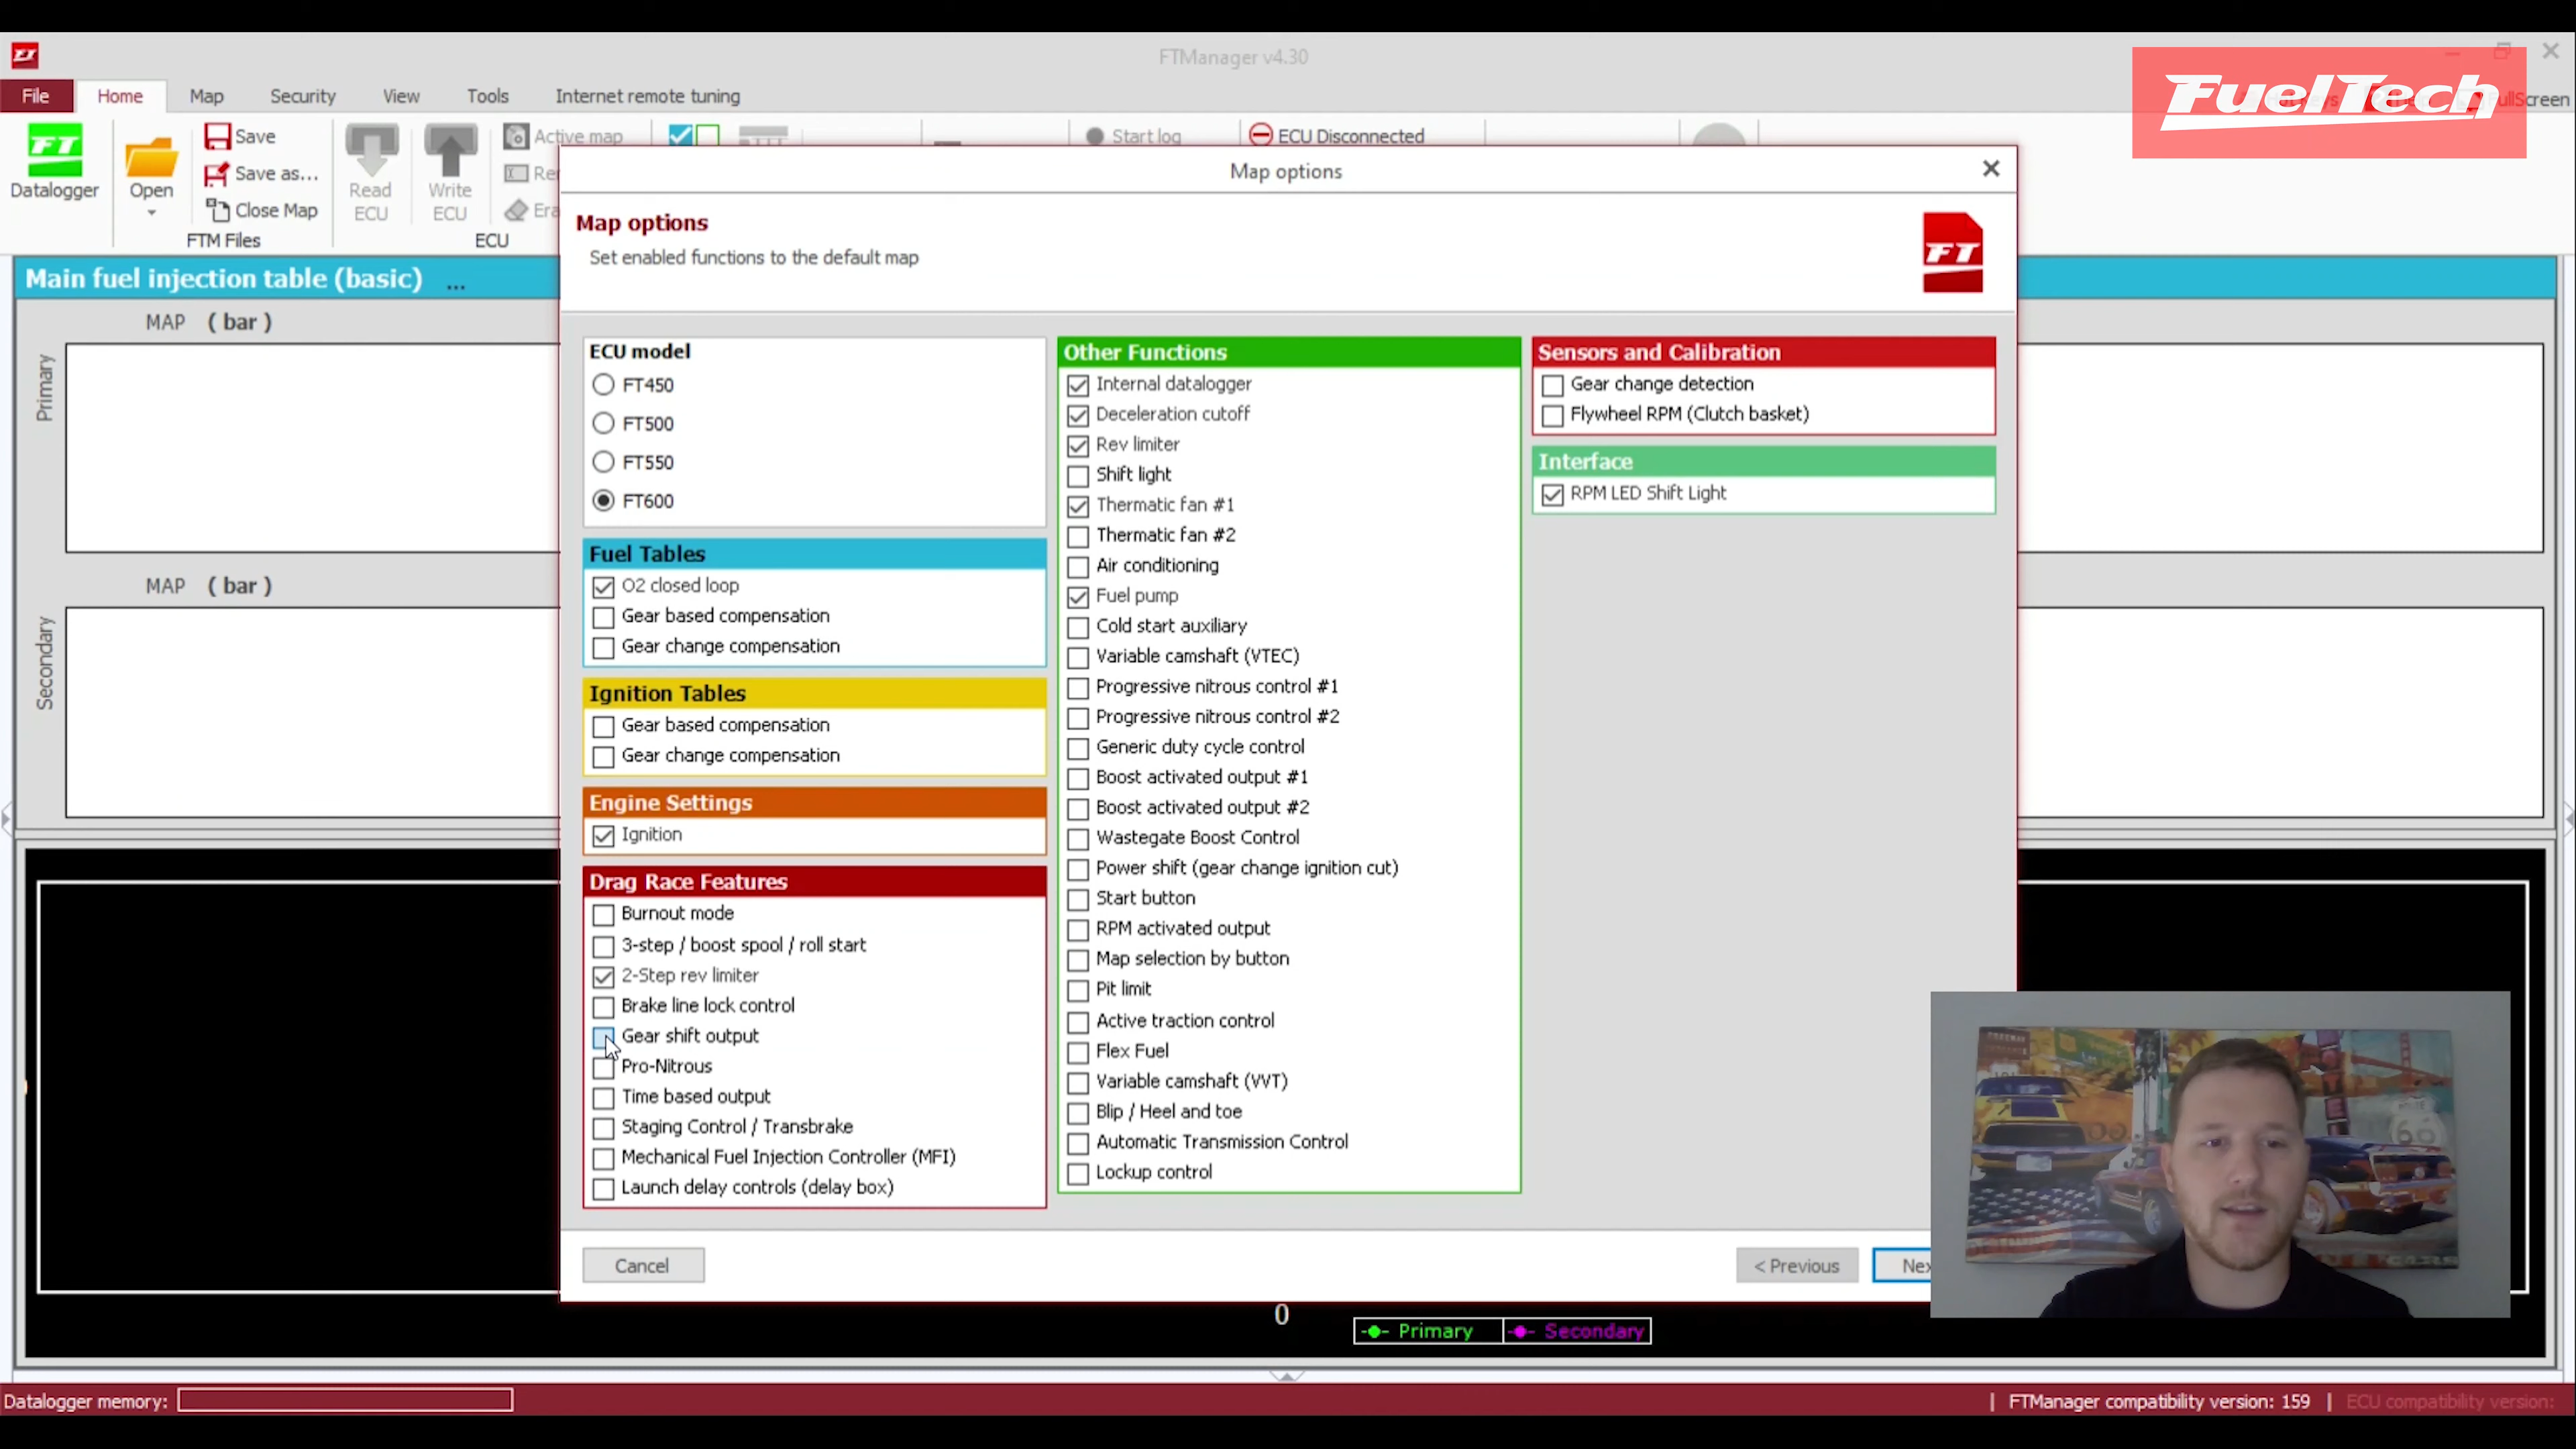 FTManager v4.30
FuelTech
File Home Map Security View Tools Internet remote tuning
FullScreen
Datalogger
Open
Save
Save as...
Close Map
FTM Files
Read ECU
Write ECU
ECU
Active map
Start log
ECU Disconnected
Main fuel injection table (basic) ...
MAP ( bar )
Primary
MAP ( bar )
Secondary
Map options
Map options
Set enabled functions to the default map
FT
ECU model
FT450
FT500
FT550
FT600
Fuel Tables
O2 closed loop
Gear based compensation
Gear change compensation
Ignition Tables
Gear based compensation
Gear change compensation
Engine Settings
Ignition
Drag Race Features
Burnout mode
3-step / boost spool / roll start
2-Step rev limiter
Brake line lock control
Gear shift output
Pro-Nitrous
Time based output
Staging Control / Transbrake
Mechanical Fuel Injection Controller (MFI)
Launch delay controls (delay box)
Other Functions
Internal datalogger
Deceleration cutoff
Rev limiter
Shift light
Thermatic fan #1
Thermatic fan #2
Air conditioning
Fuel pump
Cold start auxiliary
Variable camshaft (VTEC)
Progressive nitrous control #1
Progressive nitrous control #2
Generic duty cycle control
Boost activated output #1
Boost activated output #2
Wastegate Boost Control
Power shift (gear change ignition cut)
Start button
RPM activated output
Map selection by button
Pit limit
Active traction control
Flex Fuel
Variable camshaft (VVT)
Blip / Heel and toe
Automatic Transmission Control
Lockup control
Sensors and Calibration
Gear change detection
Flywheel RPM (Clutch basket)
Interface
RPM LED Shift Light
Cancel
< Previous
0
Primary Secondary
Datalogger memory:
FTManager compatibility version: 159
ECU compatibility version: